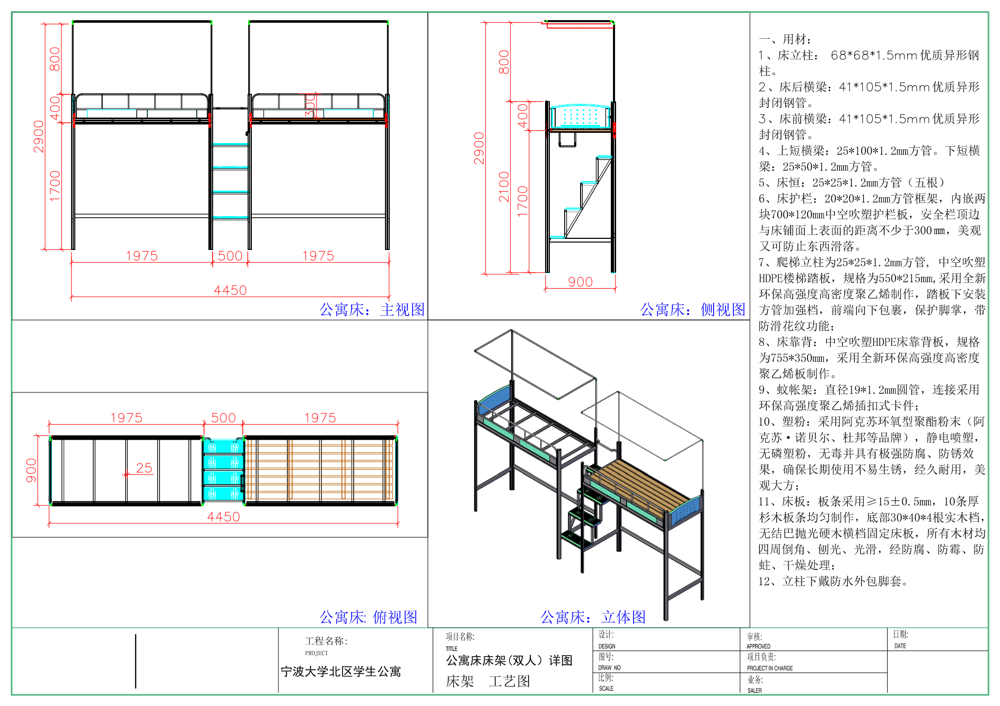 800
400
300
2900
1700
1975
500
1975
4450
公寓床：主视图
800
400
2900
2100
1700
900
公寓床：侧视图
1975
500
1975
900
25
4450
公寓床: 俯视图
公寓床：立体图
一、用材：
1、床立柱： 68*68*1.5mm优质异形钢
柱。
2、床后横梁：41*105*1.5mm优质异形
封闭钢管。
3、床前横梁：41*105*1.5mm优质异形
封闭钢管。
4、上短横梁：25*100*1.2mm方管。下短横
梁：25*50*1.2mm方管。
5、床恒：25*25*1.2mm方管（五根）
6、床护栏：20*20*1.2mm方管框架，内嵌两
块700*120mm中空吹塑护栏板，安全栏顶边
与床铺面上表面的距离不少于300mm，美观
又可防止东西滑落。
7、爬梯立柱为25*25*1.2mm方管，中空吹塑
HDPE楼梯踏板，规格为550*215mm,采用全新
环保高强度高密度聚乙烯制作，踏板下安装
方管加强档，前端向下包裹，保护脚掌，带
防滑花纹功能；
8、床靠背：中空吹塑HDPE床靠背板，规格
为755*350mm，采用全新环保高强度高密度
聚乙烯板制作。
9、蚊帐架：直径19*1.2mm圆管，连接采用
环保高强度聚乙烯插扣式卡件；
10、塑粉：采用阿克苏环氧型聚酯粉末（阿
克苏·诺贝尔、杜邦等品牌），静电喷塑，
无磷塑粉，无毒并具有极强防腐、防锈效
果，确保长期使用不易生锈，经久耐用，美
观大方；
11、床板：板条采用≥15±0.5mm，10条厚
杉木板条均匀制作，底部30*40*4根实木档，
无结巴抛光硬木横档固定床板，所有木材均
四周倒角、刨光、光滑，经防腐、防霉、防
蛀、干燥处理；
12、立柱下戴防水外包脚套。
工程名称:
PROJECT
宁波大学北区学生公寓
项目名称:
TITLE
公寓床床架(双人）详图
床架 工艺图
设计:
DESIGN
图号:
DRAW NO
比例:
SCALE
审核:
APPROVED
项目负责:
PROJECT IN CHARGE
业务:
SALER
日期:
DATE